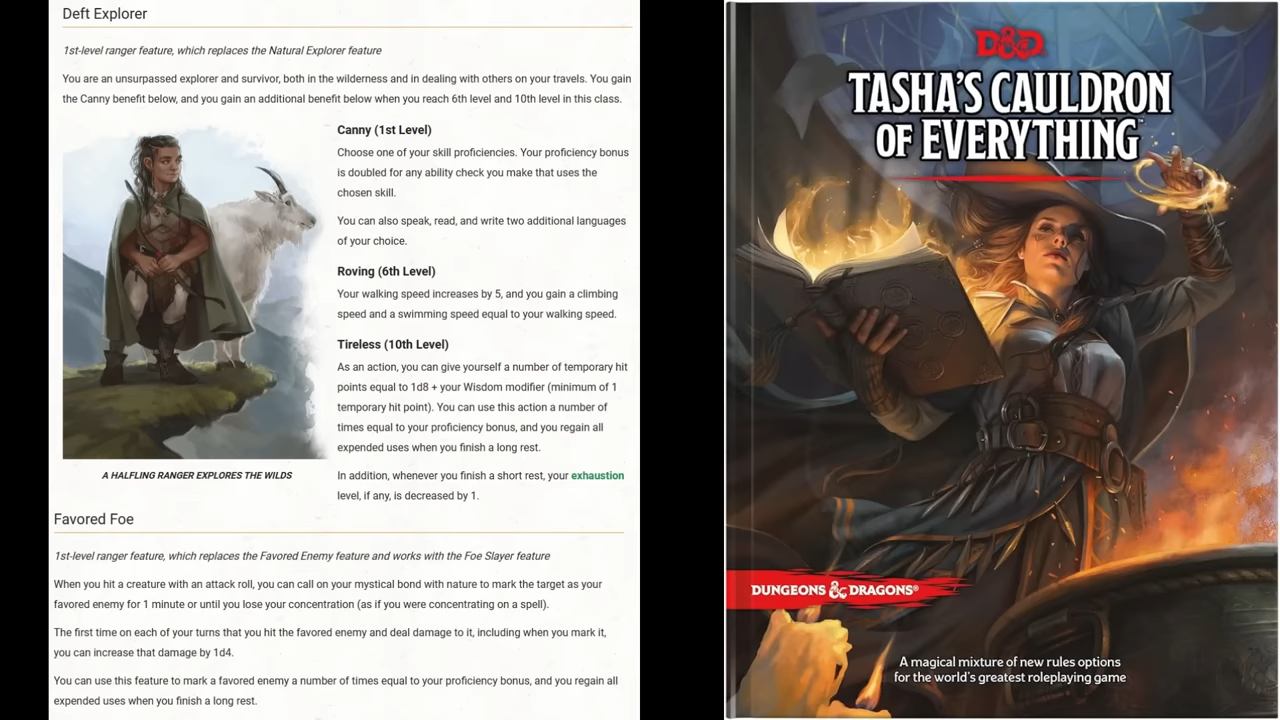 Deft Explorer
1st-level ranger feature, which replaces the Natural Explorer feature
You are an unsurpassed explorer and survivor, both in the wilderness and in dealing with others on your travels. You gain
the Canny benefit below, and you gain an additional benefit below when you reach 6th level and 10th level in this class.
Canny (1st Level)
Choose one of your skill proficiencies. Your proficiency bonus
is doubled for any ability check you make that uses the
chosen skill.
You can also speak, read, and write two additional languages
of your choice.
Roving (6th Level)
Your walking speed increases by 5, and you gain a climbing
speed and a swimming speed equal to your walking speed.
Tireless (10th Level)
As an action, you can give yourself a number of temporary hit
points equal to 1d8 + your Wisdom modifier (minimum of 1
temporary hit point). You can use this action a number of
times equal to your proficiency bonus, and you regain all
expended uses when you finish a long rest.
In addition, whenever you finish a short rest, your exhaustion
level, if any, is decreased by 1.
A HALFLING RANGER EXPLORES THE WILDS
Favored Foe
1st-level ranger feature, which replaces the Favored Enemy feature and works with the Foe Slayer feature
When you hit a creature with an attack roll, you can call on your mystical bond with nature to mark the target as your
favored enemy for 1 minute or until you lose your concentration (as if you were concentrating on a spell).
The first time on each of your turns that you hit the favored enemy and deal damage to it, including when you mark it,
you can increase that damage by 1d4.
You can use this feature to mark a favored enemy a number of times equal to your proficiency bonus, and you regain all
expended uses when you finish a long rest.
D&D
TASHA'S CAULDRON
OF EVERYTHING™
DUNGEONS & DRAGONS®
A magical mixture of new rules options
for the world's greatest roleplaying game